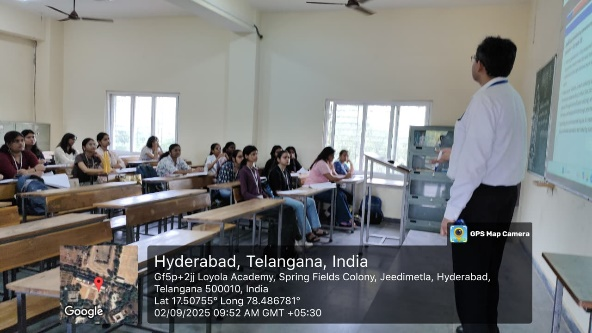 GPS Map Camera
Hyderabad, Telangana, India
Gf5p+2jj Loyola Academy, Spring Fields Colony, Jeedimetla, Hyderabad,
Telangana 500010, India
Lat 17.50755° Long 78.486781°
02/09/2025 09:52 AM GMT +05:30
Google